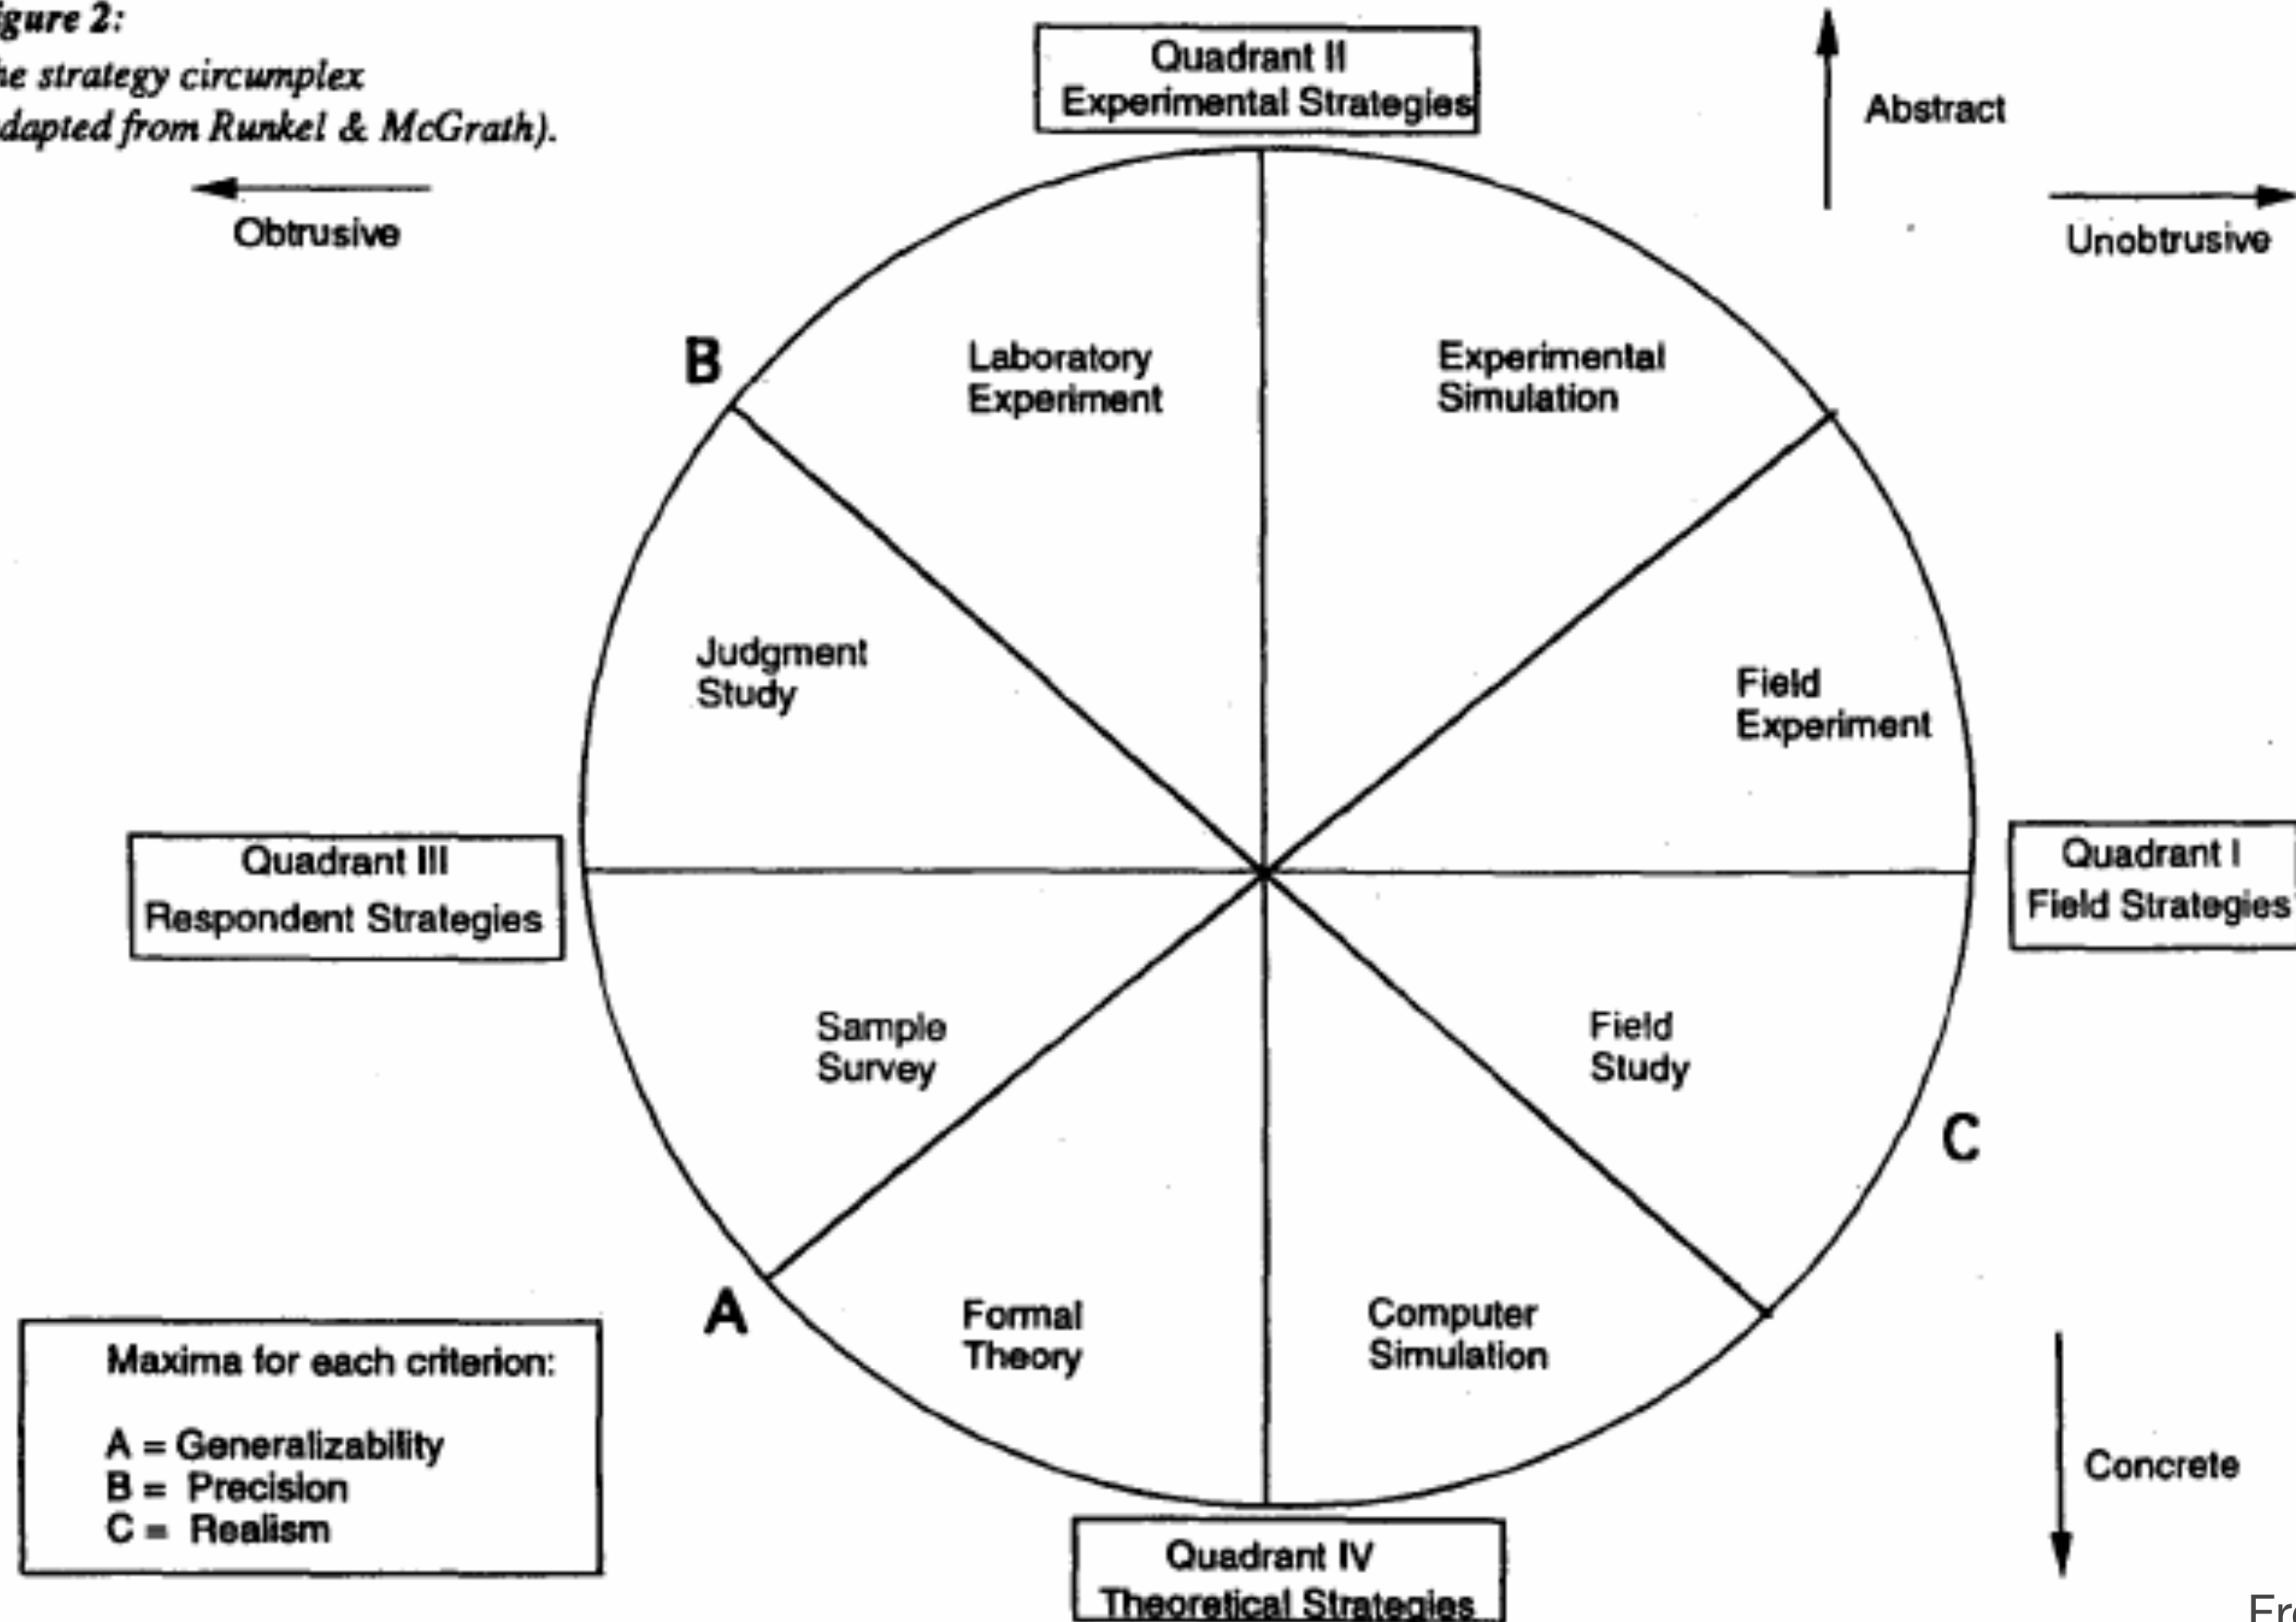 igure 2:
he strategy circumplex
dapted from Runkel & McGrath).
Obtrusive
Quadrant II
Experimental Strategies
Abstract
Unobtrusive
B
Laboratory
Experiment
Experimental
Simulation
Judgment
Study
Field
Experiment
Quadrant III
Respondent Strategies
Quadrant I
Field Strategies
Sample
Survey
Field
Study
C
A
Formal
Theory
Computer
Simulation
Maxima for each criterion:
A = Generalizability
B = Precision
C = Realism
Concrete
Quadrant IV
Theoretical Strategies